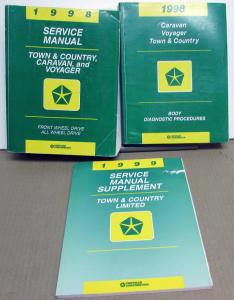 1998
SERVICE
MANUAL
TOWN & COUNTRY,
CARAVAN, and
VOYAGER
FRONT WHEEL DRIVE
ALL WHEEL DRIVE
1998
Caravan
Voyager
Town & Country
BODY
DIAGNOSTIC PROCEDURES
1999
SERVICE
MANUAL
SUPPLEMENT
TOWN & COUNTRY
LIMITED